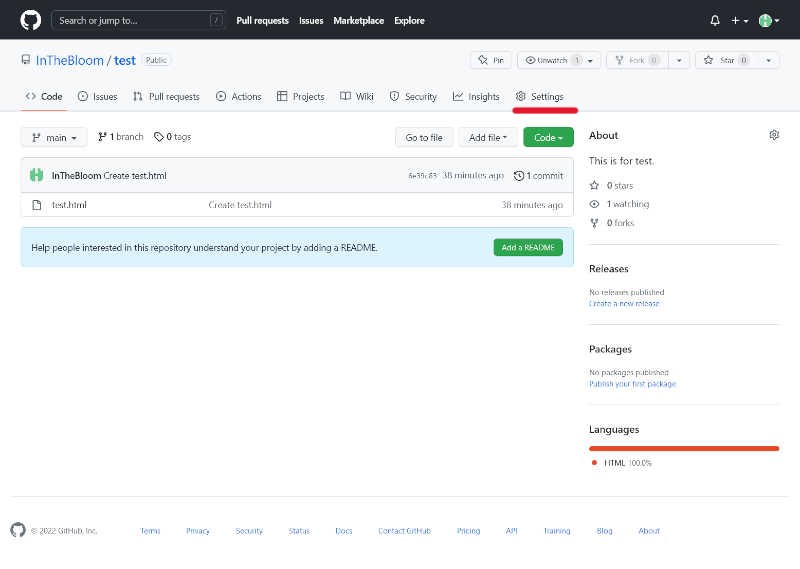 Search or jump to... /
Pull requests Issues Marketplace Explore
InTheBloom / test Public
Pin Unwatch 1 Fork 0 Star 0
Code Issues Pull requests Actions Projects Wiki Security Insights Settings
main 1 branch 0 tags Go to file Add file Code
InTheBloom Create test.html 38 minutes ago 1 commit
test.html Create test.html 38 minutes ago
Help people interested in this repository understand your project by adding a README. Add a README
About
This is for test.
0 stars
1 watching
0 forks
Releases
No releases published
Create a new release
Packages
No packages published
Publish your first package
Languages
HTML 100.0%
© 2022 GitHub, Inc. Terms Privacy Security Status Docs Contact GitHub Pricing API Training Blog About